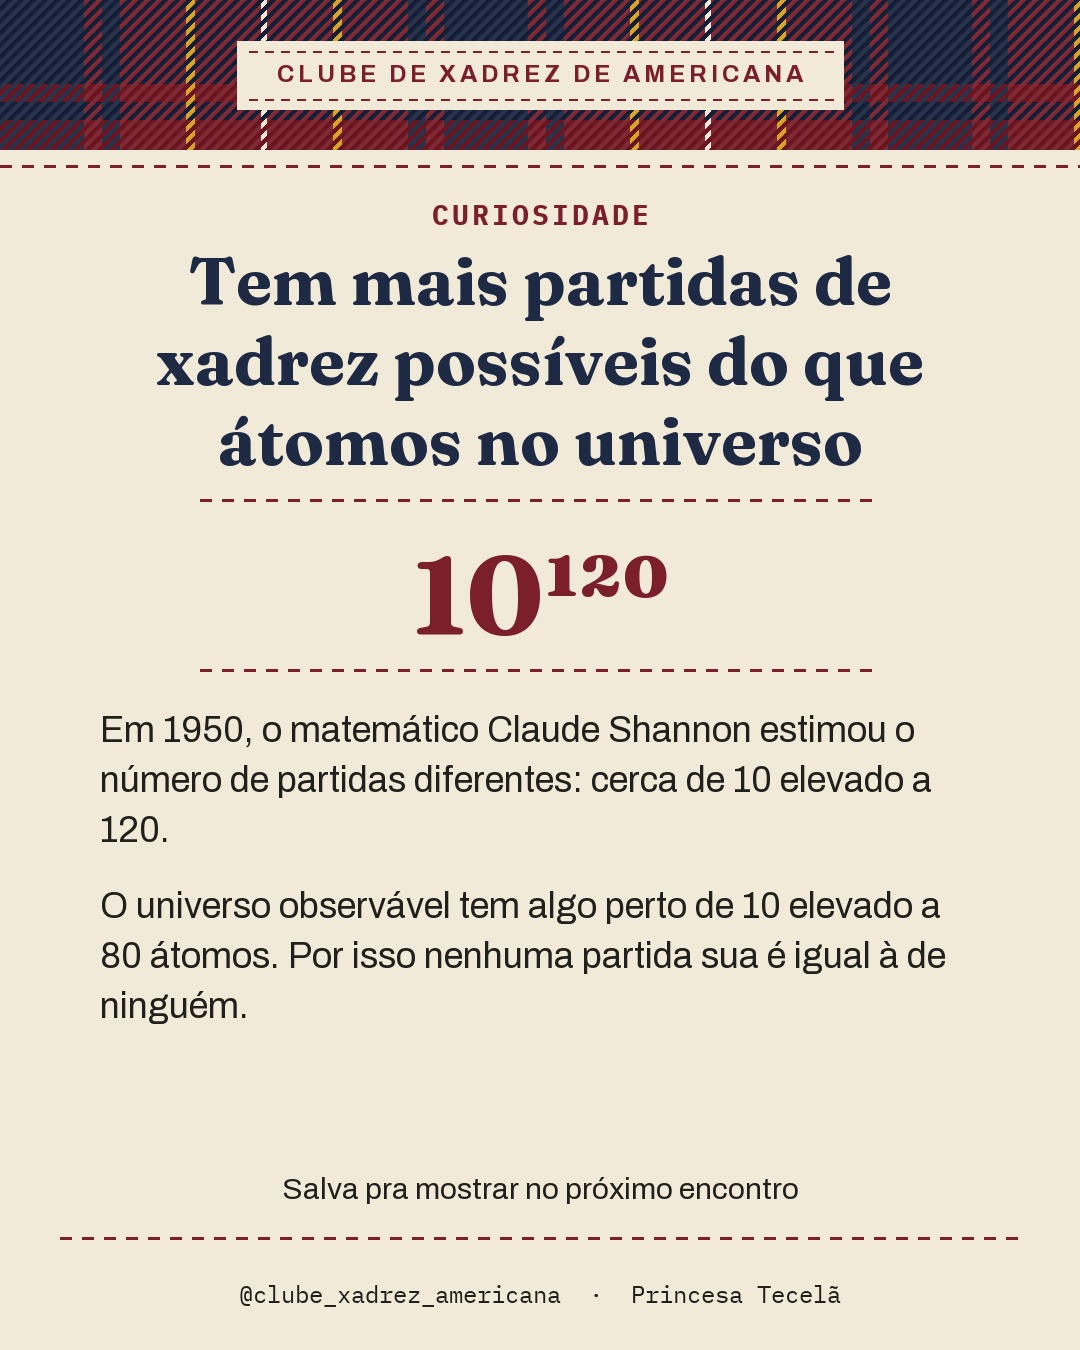 CLUBE DE XADREZ DE AMERICANA
CURIOSIDADE
Tem mais partidas de
xadrez possíveis do que
átomos no universo
10¹²⁰
Em 1950, o matemático Claude Shannon estimou o
número de partidas diferentes: cerca de 10 elevado a
120.
O universo observável tem algo perto de 10 elevado a
80 átomos. Por isso nenhuma partida sua é igual à de
ninguém.
Salva pra mostrar no próximo encontro
@clube_xadrez_americana · Princesa Tecelã